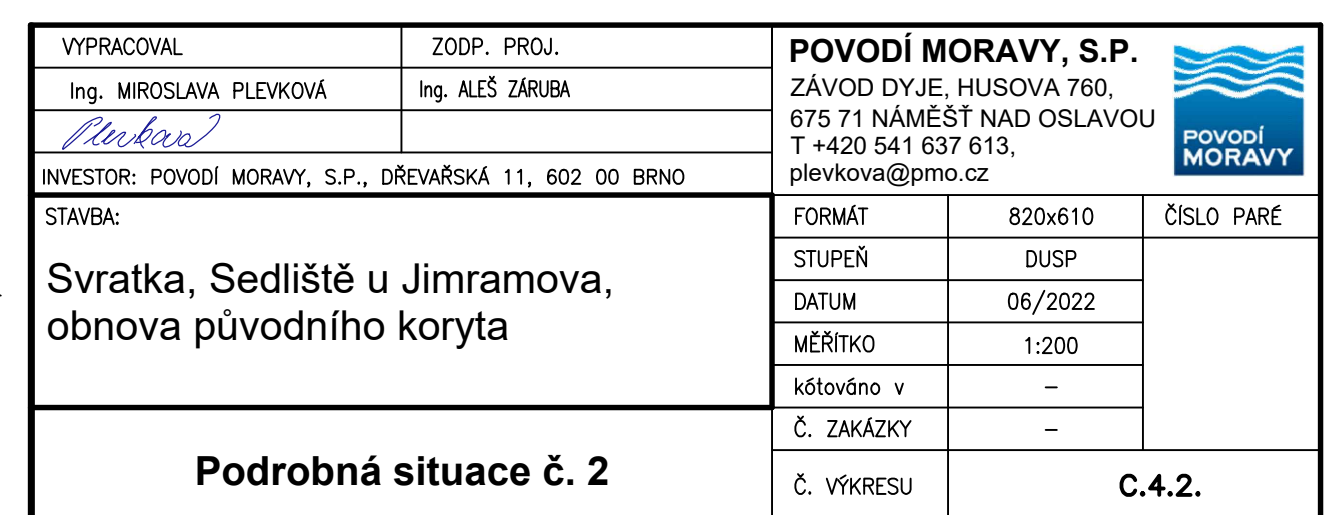 VYPRACOVAL
ZODP. PROJ.
Ing. MIROSLAVA PLEVKOVÁ
Ing. ALEŠ ZÁRUBA
Plevková
INVESTOR: POVODÍ MORAVY, S.P., DŘEVAŘSKÁ 11, 602 00 BRNO
POVODÍ MORAVY, S.P.
ZÁVOD DYJE, HUSOVA 760,
675 71 NÁMĚŠŤ NAD OSLAVOU
T +420 541 637 613,
plevkova@pmo.cz
POVODÍ
MORAVY
STAVBA:
Svratka, Sedliště u Jimramova,
obnova původního koryta
Podrobná situace č. 2
FORMÁT 820x610 ČÍSLO PARÉ
STUPEŇ DUSP
DATUM 06/2022
MĚŘÍTKO 1:200
kótováno v –
Č. ZAKÁZKY –
Č. VÝKRESU C.4.2.